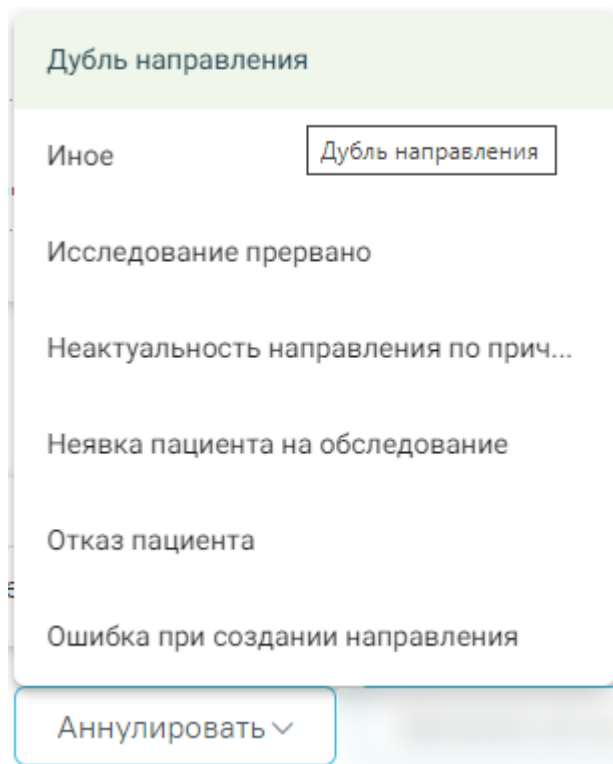 Дубль направления
Иное
Дубль направления
Исследование прервано
Неактуальность направления по прич...
Неявка пациента на обследование
Отказ пациента
Ошибка при создании направления
Аннулировать